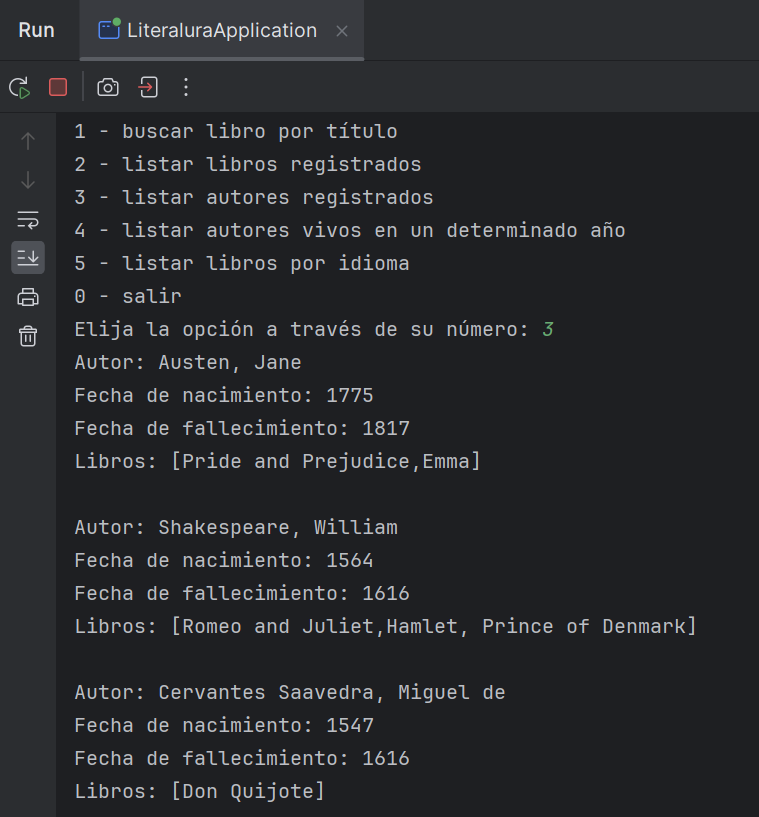 Run LiteraluraApplication
1 - buscar libro por título
2 - listar libros registrados
3 - listar autores registrados
4 - listar autores vivos en un determinado año
5 - listar libros por idioma
0 - salir
Elija la opción a través de su número: 3
Autor: Austen, Jane
Fecha de nacimiento: 1775
Fecha de fallecimiento: 1817
Libros: [Pride and Prejudice,Emma]
Autor: Shakespeare, William
Fecha de nacimiento: 1564
Fecha de fallecimiento: 1616
Libros: [Romeo and Juliet,Hamlet, Prince of Denmark]
Autor: Cervantes Saavedra, Miguel de
Fecha de nacimiento: 1547
Fecha de fallecimiento: 1616
Libros: [Don Quijote]